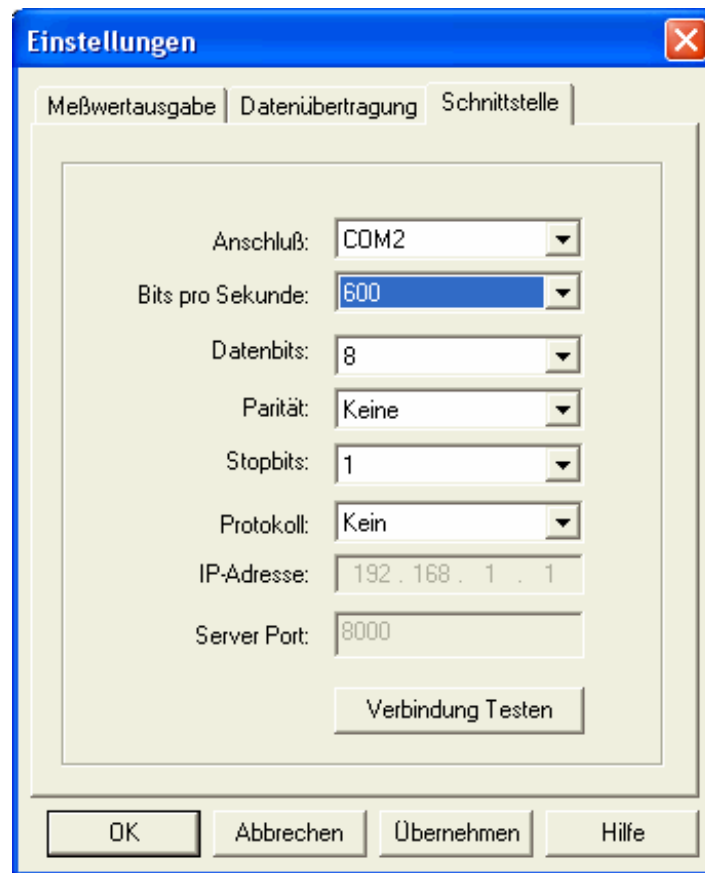 Einstellungen
Meßwertausgabe Datenübertragung Schnittstelle
Anschluß: COM2
Bits pro Sekunde: 600
Datenbits: 8
Parität: Keine
Stopbits: 1
Protokoll: Kein
IP-Adresse: 192 . 168 . 1 . 1
Server Port: 8000
Verbindung Testen
OK Abbrechen Übernehmen Hilfe